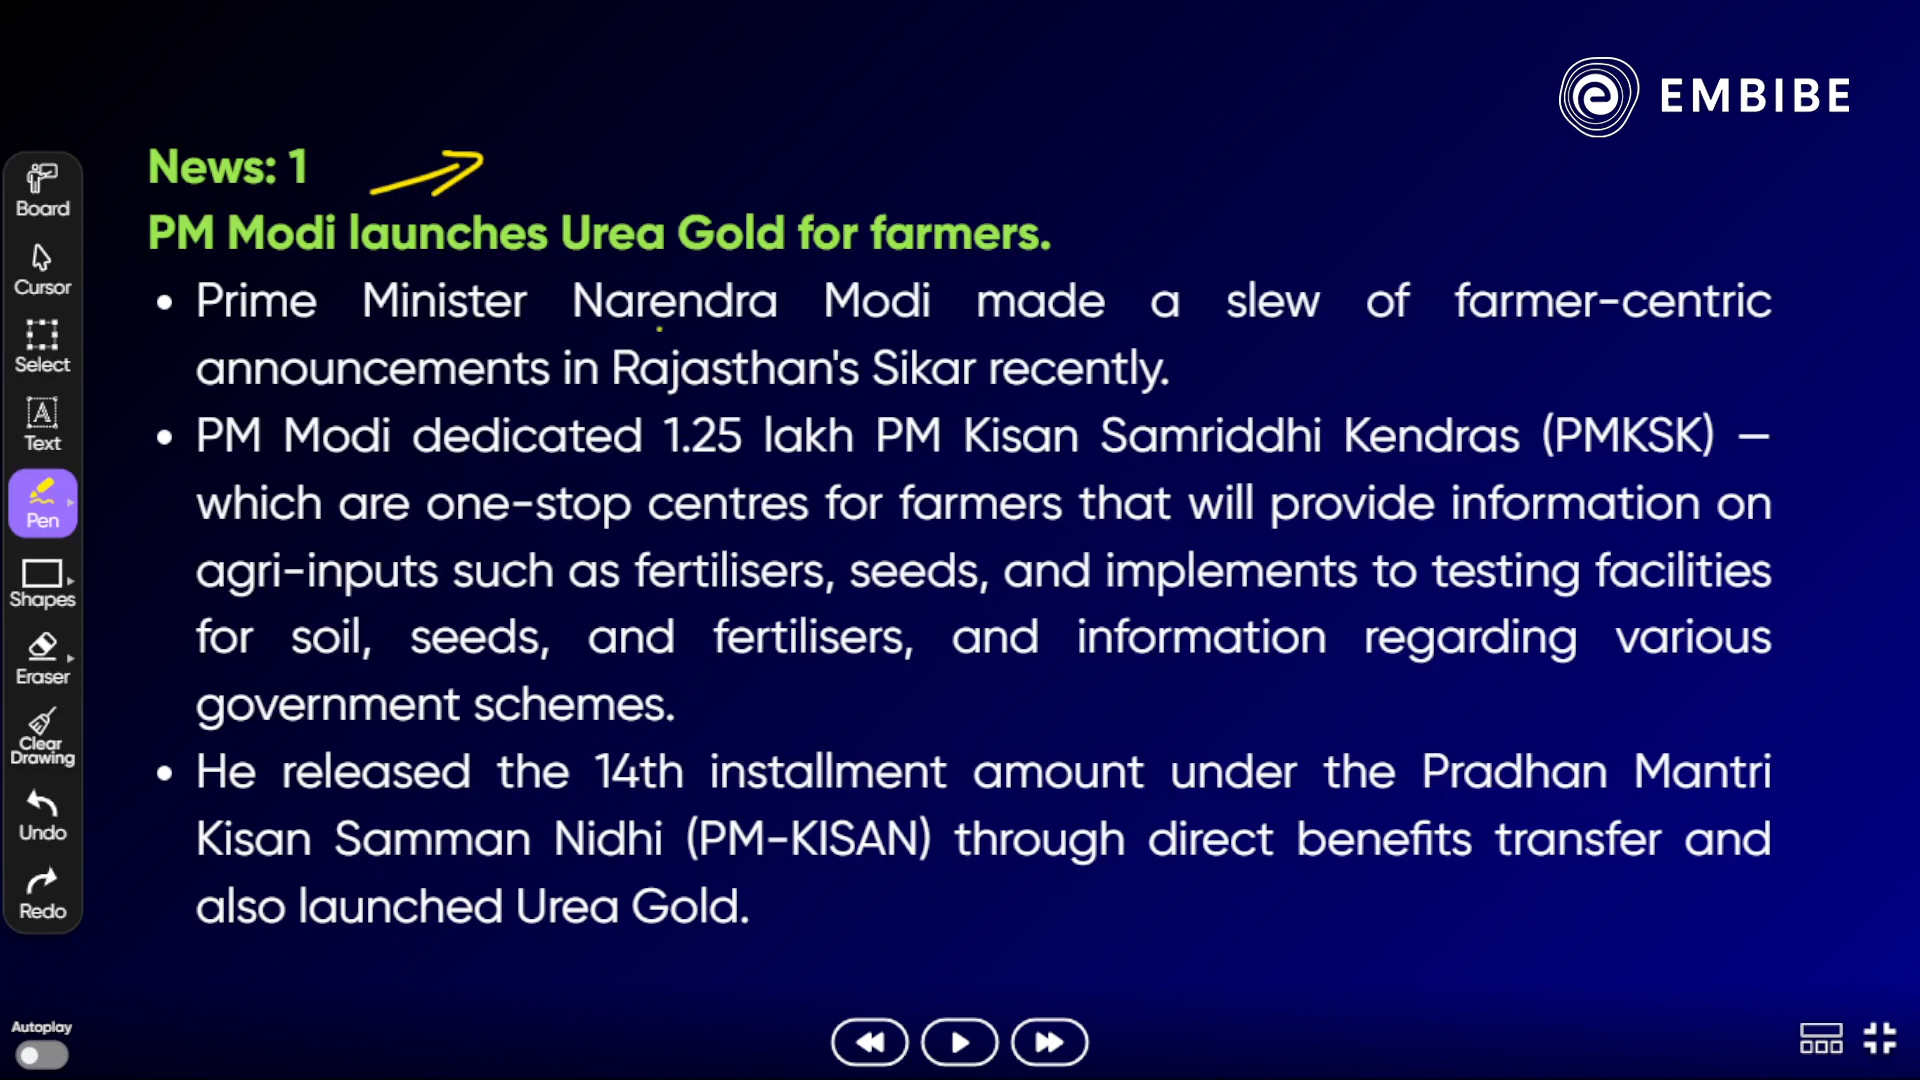 EMBIBE
News: 1
PM Modi launches Urea Gold for farmers.
• Prime Minister Narendra Modi made a slew of farmer-centric
announcements in Rajasthan's Sikar recently.
• PM Modi dedicated 1.25 lakh PM Kisan Samriddhi Kendras (PMKSK) –
which are one-stop centres for farmers that will provide information on
agri-inputs such as fertilisers, seeds, and implements to testing facilities
for soil, seeds, and fertilisers, and information regarding various
government schemes.
• He released the 14th installment amount under the Pradhan Mantri
Kisan Samman Nidhi (PM-KISAN) through direct benefits transfer and
also launched Urea Gold.
Board
Cursor
Select
Text
Pen
Shapes
Eraser
Clear
Drawing
Undo
Redo
Autoplay